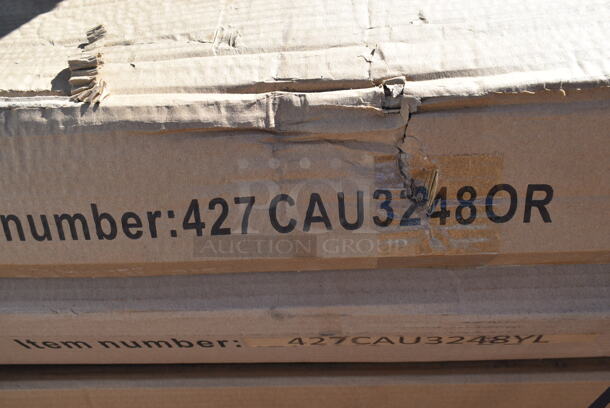 number:427CAU3248OR
AUCTION GROUP
Item number: 427CAU3248YL